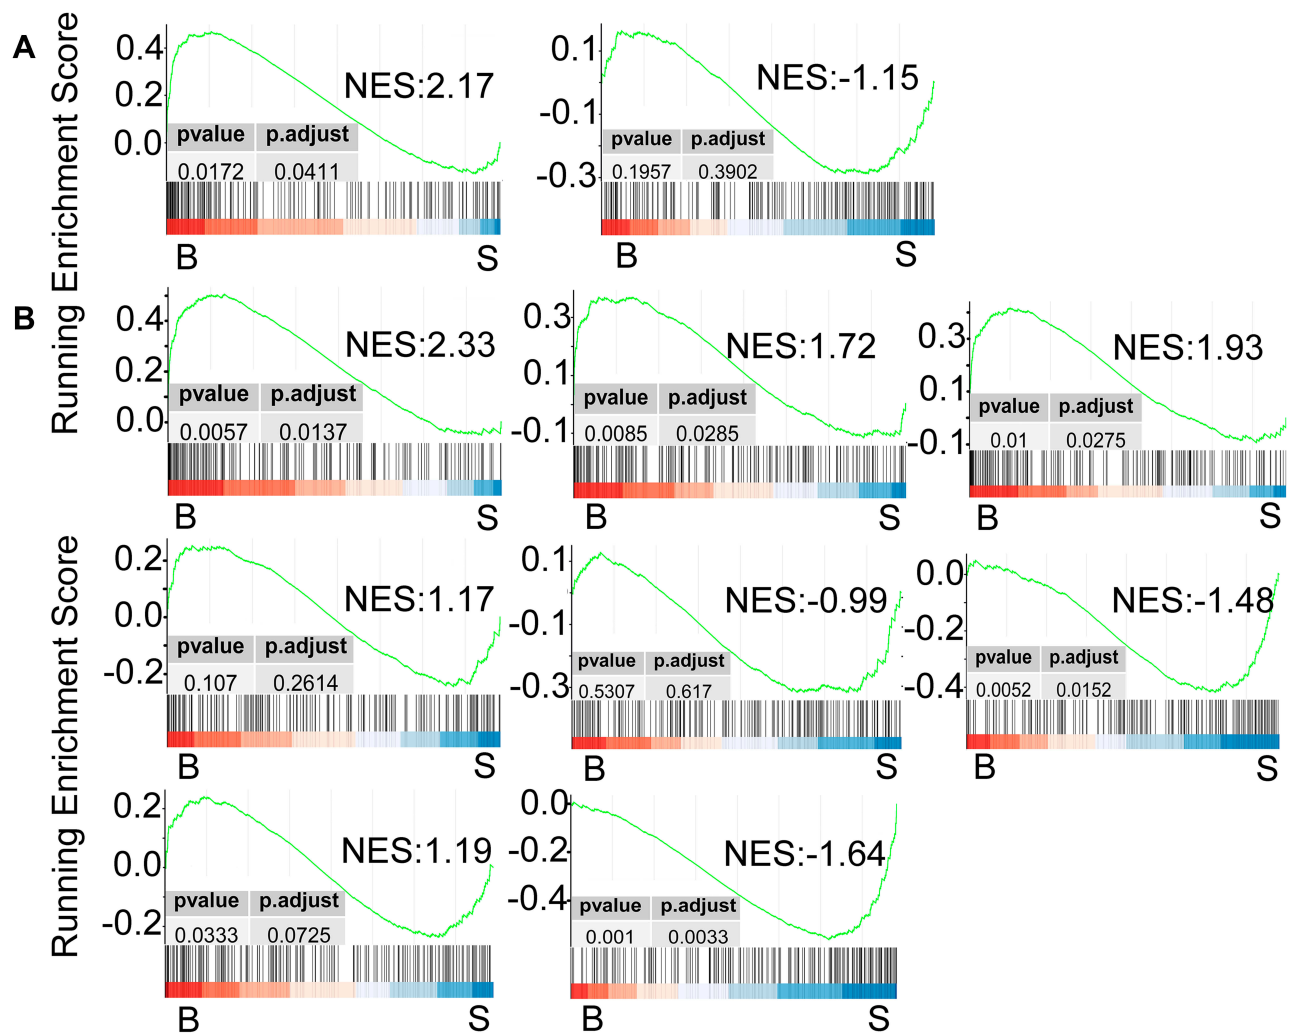 A
Running Enrichment Score
0.4
0.2
0.0
NES:2.17
pvalue p.adjust
0.0172 0.0411
B S
0.1
-0.1
-0.3
NES:-1.15
pvalue p.adjust
0.1957 0.3902
B S
B
0.4
0.2
0.0
NES:2.33
pvalue p.adjust
0.0057 0.0137
B S
0.3
0.1
-0.1
NES:1.72
pvalue p.adjust
0.0085 0.0285
B S
0.3
0.1
-0.1
NES:1.93
pvalue p.adjust
0.01 0.0275
B S
Running Enrichment Score
0.2
0.0
-0.2
NES:1.17
pvalue p.adjust
0.107 0.2614
B S
0.1
-0.1
-0.3
NES:-0.99
pvalue p.adjust
0.5307 0.617
B S
0.0
-0.2
-0.4
NES:-1.48
pvalue p.adjust
0.0052 0.0152
B S
0.2
0.0
-0.2
NES:1.19
pvalue p.adjust
0.0333 0.0725
B S
0.0
-0.2
-0.4
NES:-1.64
pvalue p.adjust
0.001 0.0033
B S